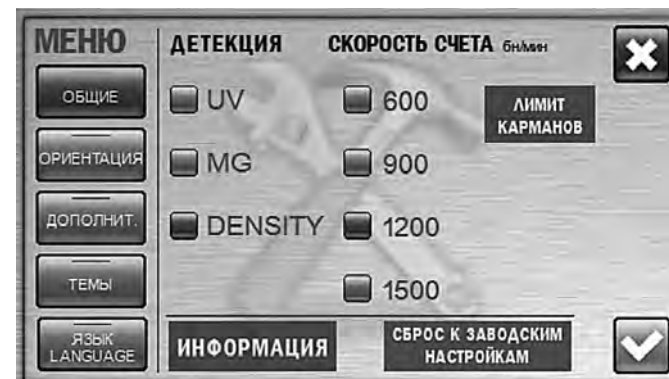 МЕНЮ
ДЕТЕКЦИЯ
СКОРОСТЬ СЧЕТА бн/мин
ОБЩИЕ
UV
600
ЛИМИТ
КАРМАНОВ
ОРИЕНТАЦИЯ
MG
900
ДОПОЛНИТ.
DENSITY
1200
ТЕМЫ
1500
ЯЗЫК
LANGUAGE
ИНФОРМАЦИЯ
СБРОС К ЗАВОДСКИМ
НАСТРОЙКАМ